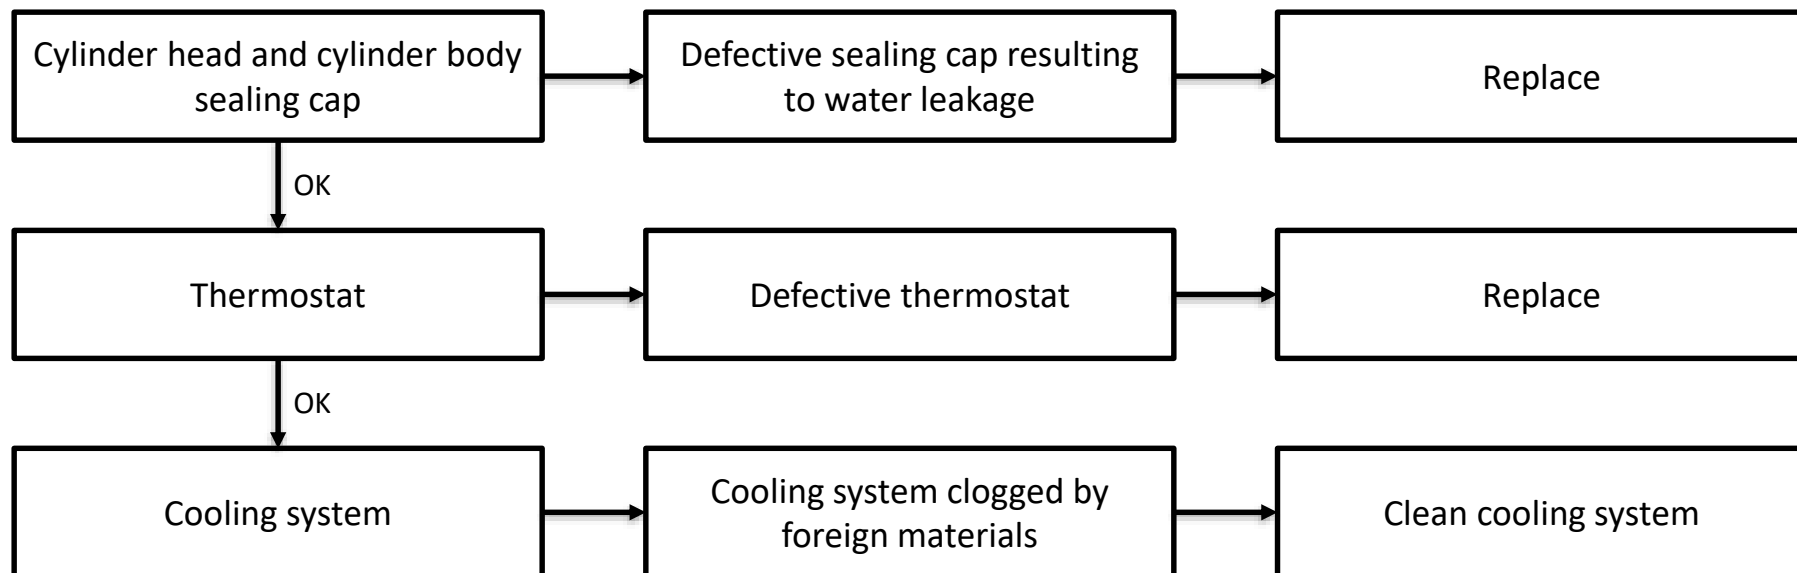 Cylinder head and cylinder body
sealing cap
Defective sealing cap resulting
to water leakage
Replace
OK
Thermostat
Defective thermostat
Replace
OK
Cooling system
Cooling system clogged by
foreign materials
Clean cooling system